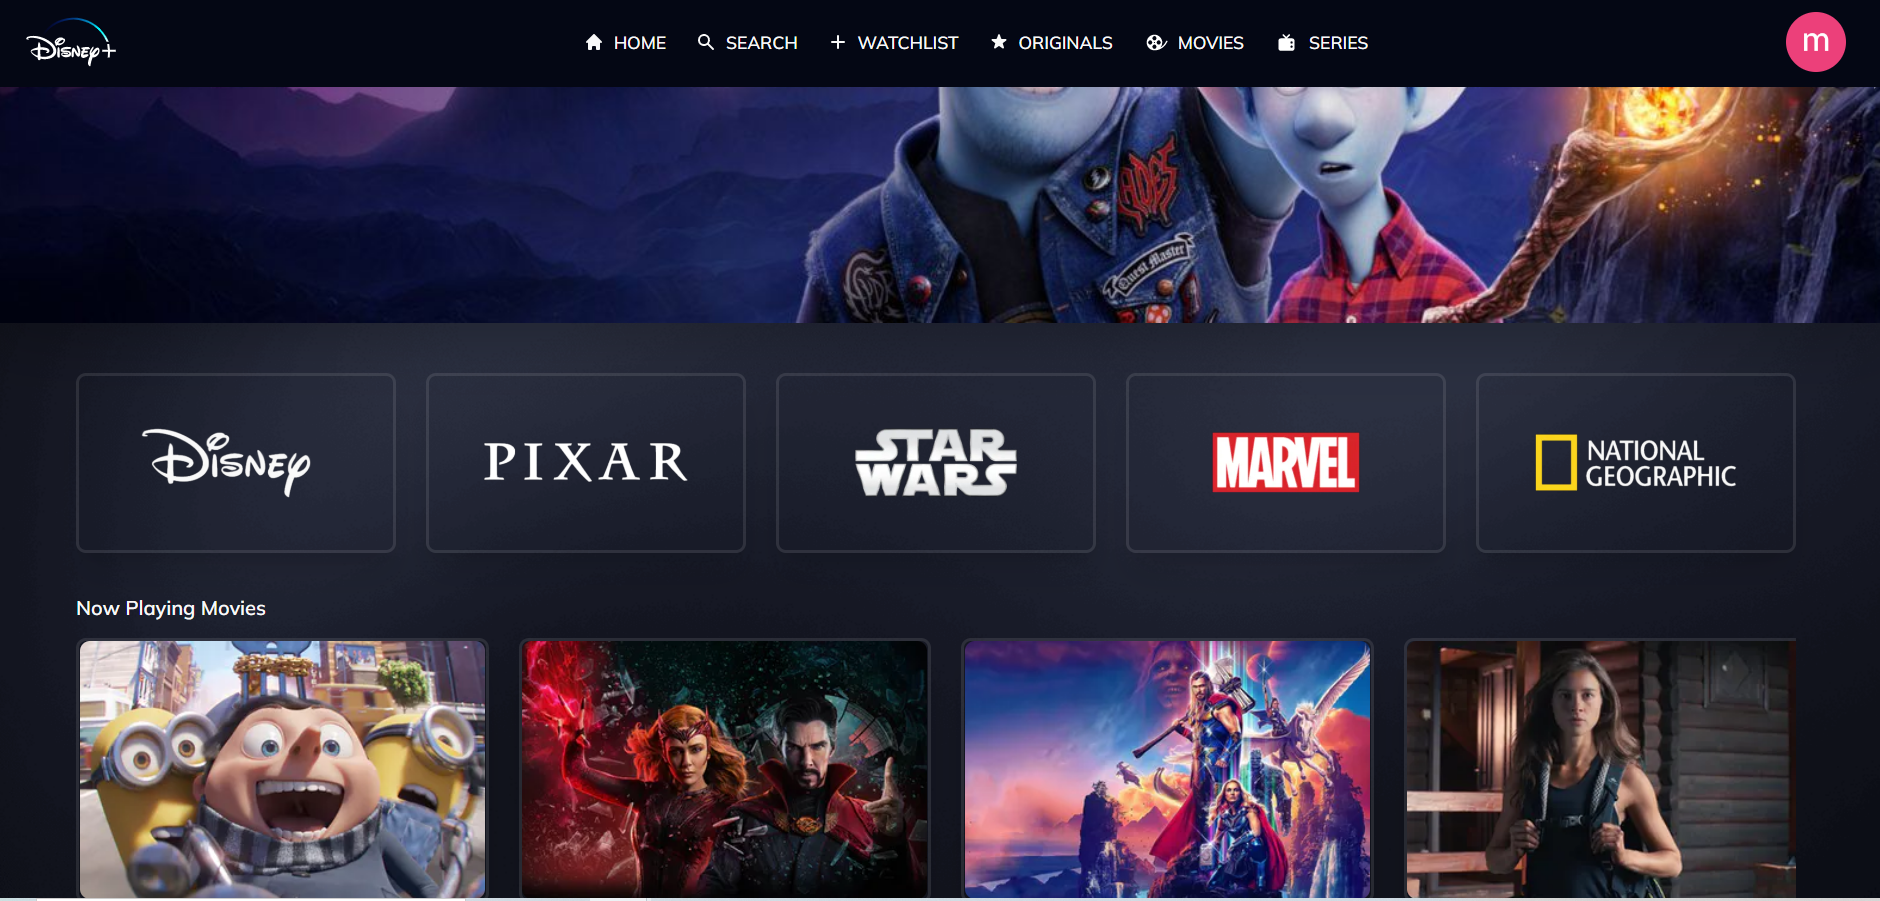 Disney+
HOME
SEARCH
WATCHLIST
ORIGINALS
MOVIES
SERIES
m
Quest Master
Disney
PIXAR
STAR
WARS
MARVEL
NATIONAL
GEOGRAPHIC
Now Playing Movies